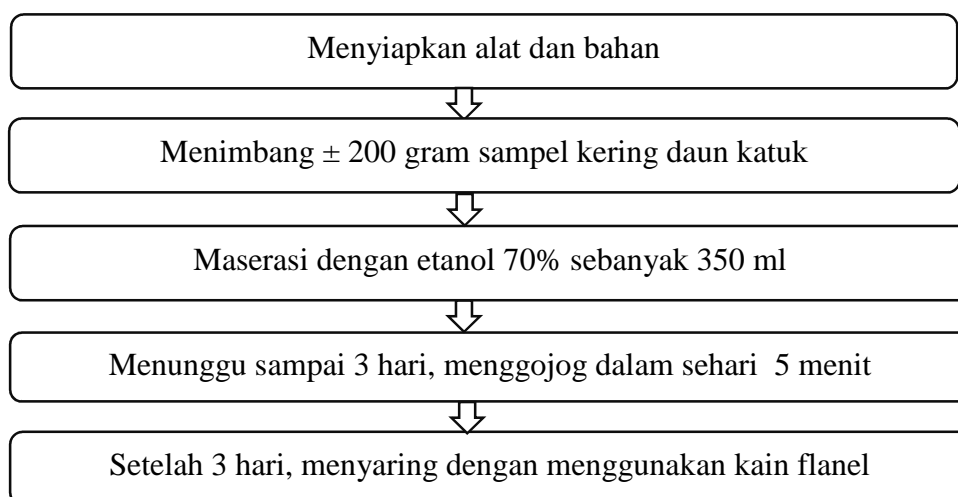 Menyiapkan alat dan bahan
Menimbang ± 200 gram sampel kering daun katuk
Maserasi dengan etanol 70% sebanyak 350 ml
Menunggu sampai 3 hari, menggojog dalam sehari  5 menit
Setelah 3 hari, menyaring dengan menggunakan kain flanel